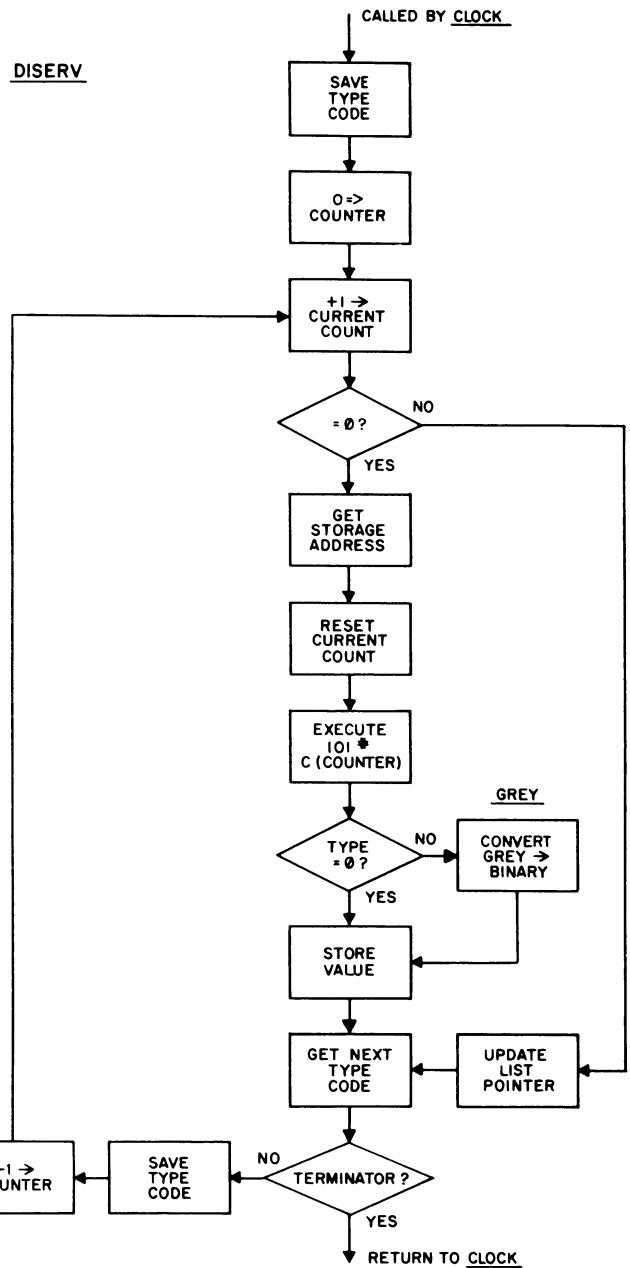 CALLED BY CLOCK
DISERV
SAVE
TYPE
CODE
0 =>
COUNTER
+1 →
CURRENT
COUNT
= Ø ?
NO
YES
GET
STORAGE
ADDRESS
RESET
CURRENT
COUNT
EXECUTE
101 *
C (COUNTER)
GREY
TYPE
= Ø ?
NO
CONVERT
GREY →
BINARY
YES
STORE
VALUE
GET NEXT
TYPE
CODE
UPDATE
LIST
POINTER
-1 →
UNTER
SAVE
TYPE
CODE
NO
TERMINATOR ?
YES
RETURN TO CLOCK